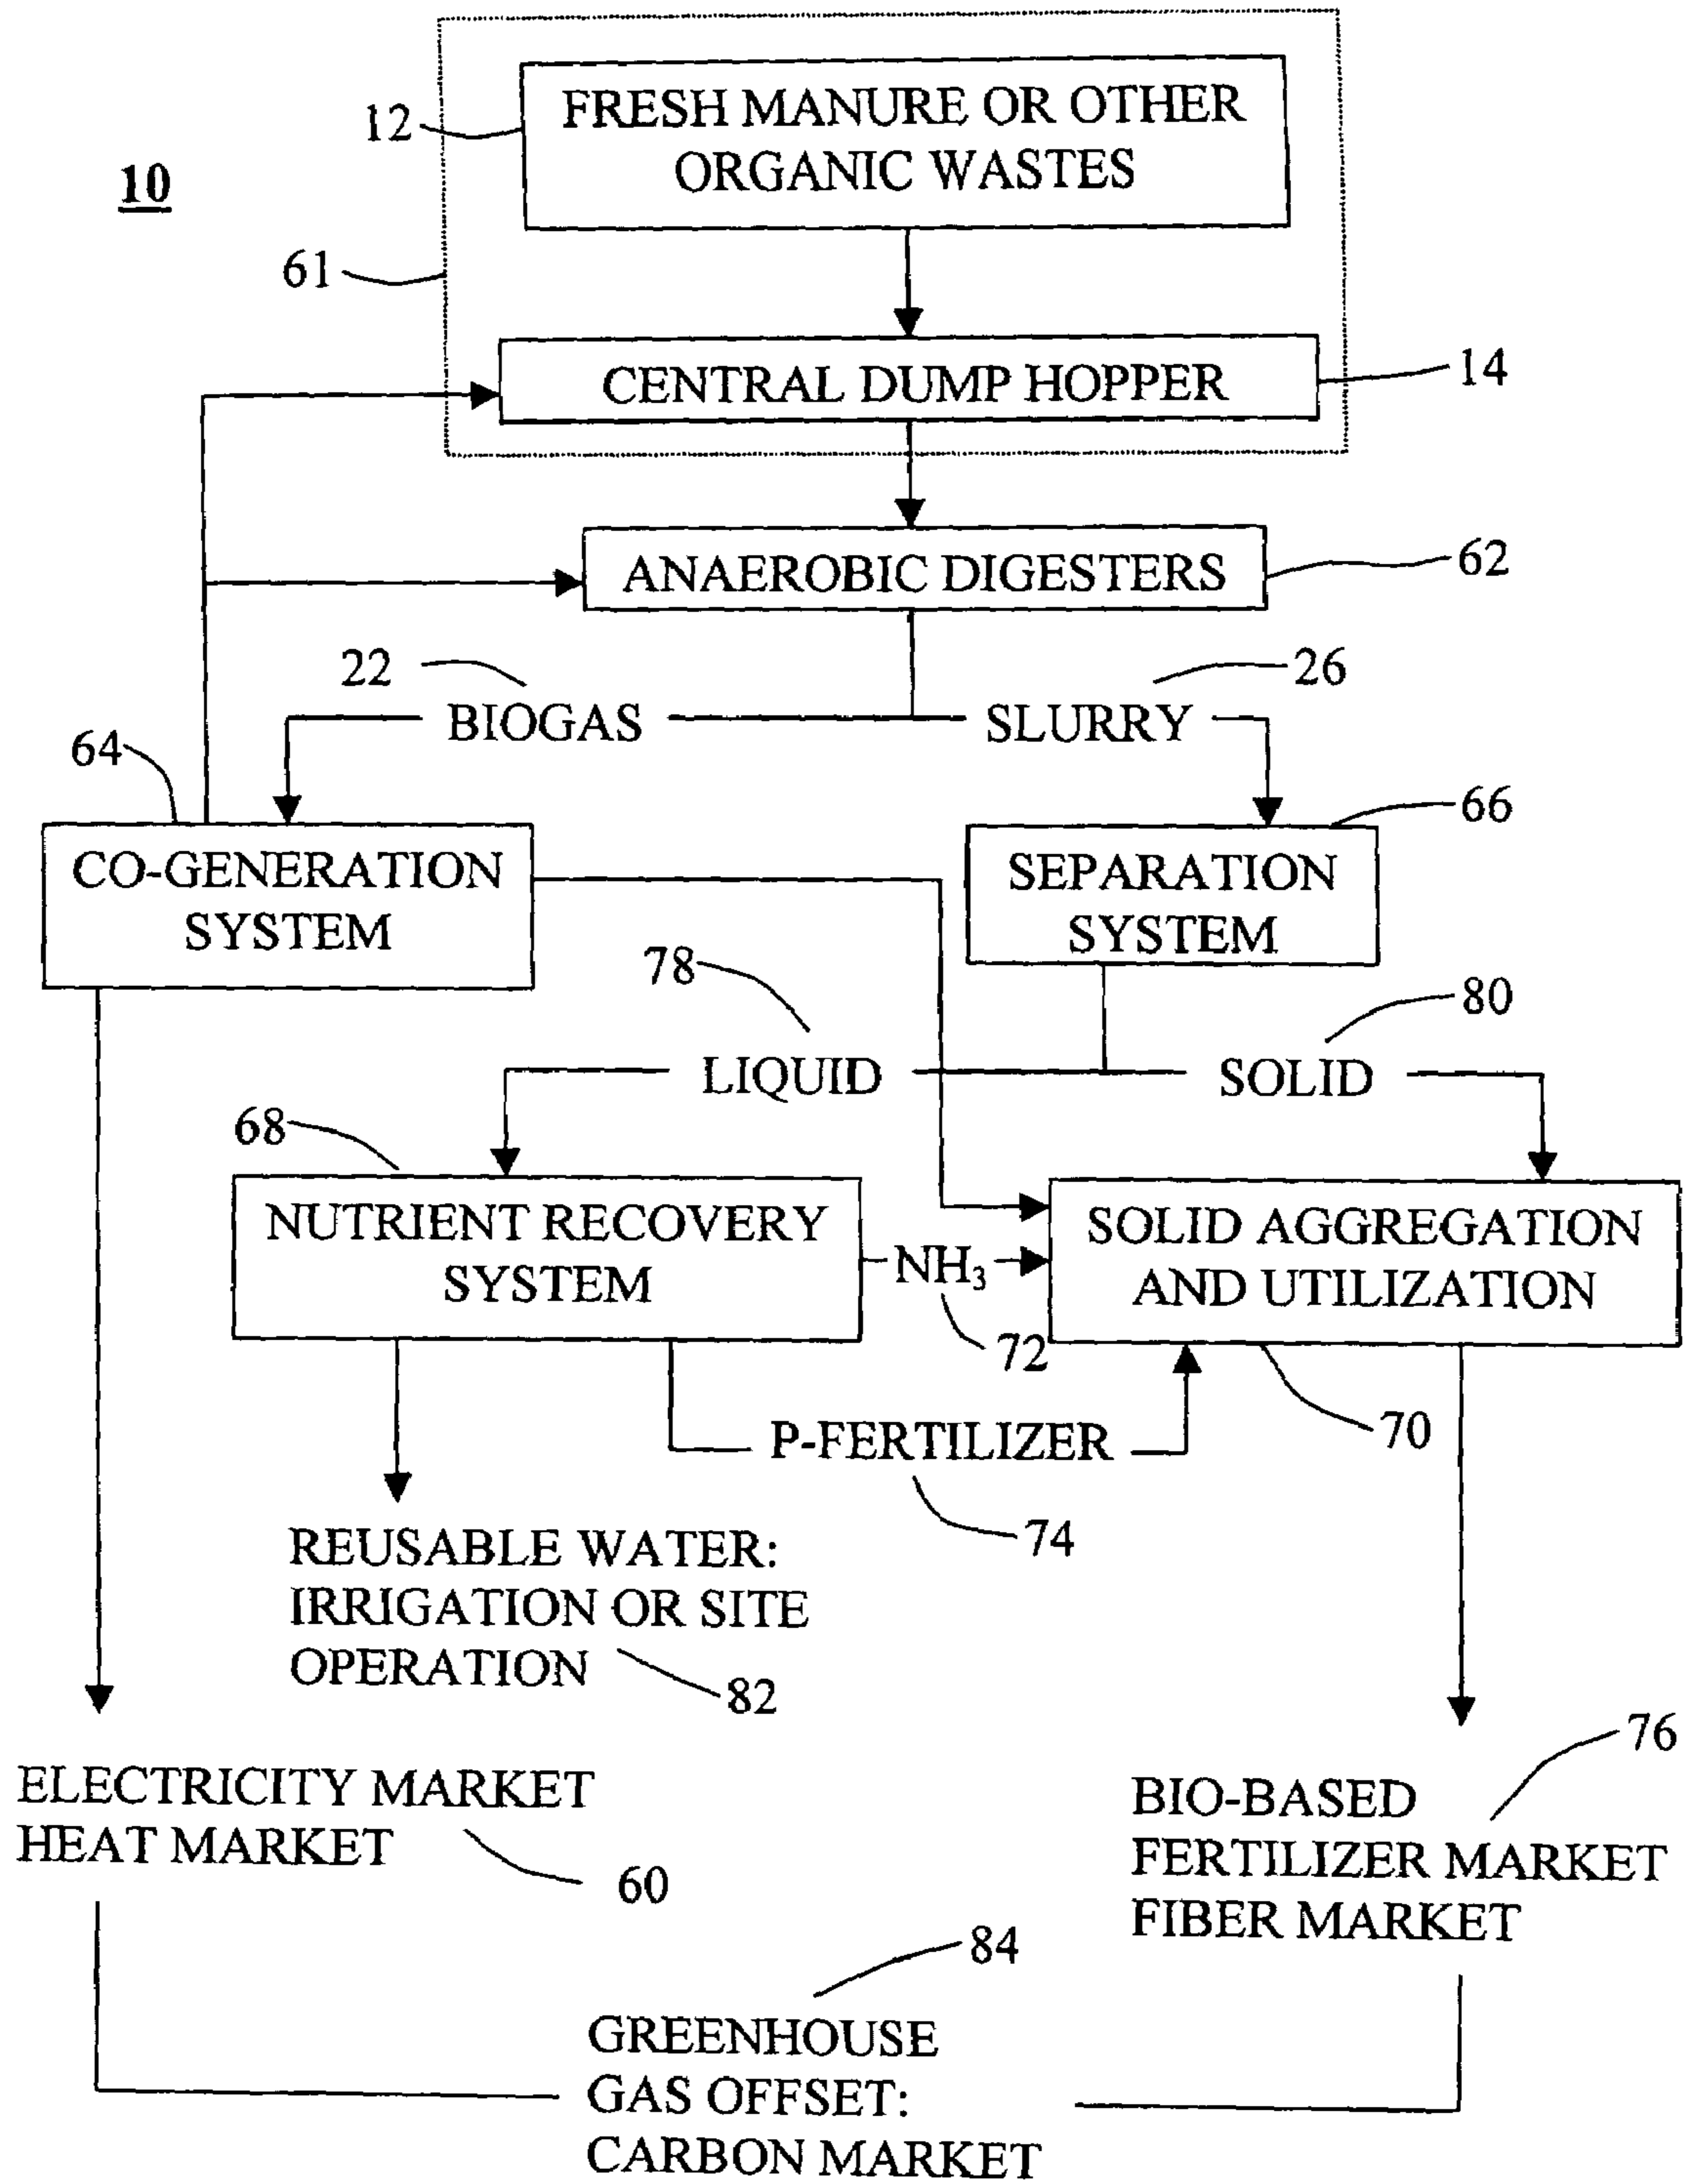 FRESH MANURE OR OTHER
ORGANIC WASTES
12
10
61
CENTRAL DUMP HOPPER
14
ANAEROBIC DIGESTERS
62
22
26
BIOGAS
SLURRY
64
66
CO-GENERATION
SYSTEM
SEPARATION
SYSTEM
78
80
LIQUID
SOLID
68
NUTRIENT RECOVERY
SYSTEM
NH₃
SOLID AGGREGATION
AND UTILIZATION
72
70
P-FERTILIZER
74
REUSABLE WATER:
IRRIGATION OR SITE
OPERATION
82
76
ELECTRICITY MARKET
HEAT MARKET
60
BIO-BASED
FERTILIZER MARKET
FIBER MARKET
84
GREENHOUSE
GAS OFFSET:
CARBON MARKET